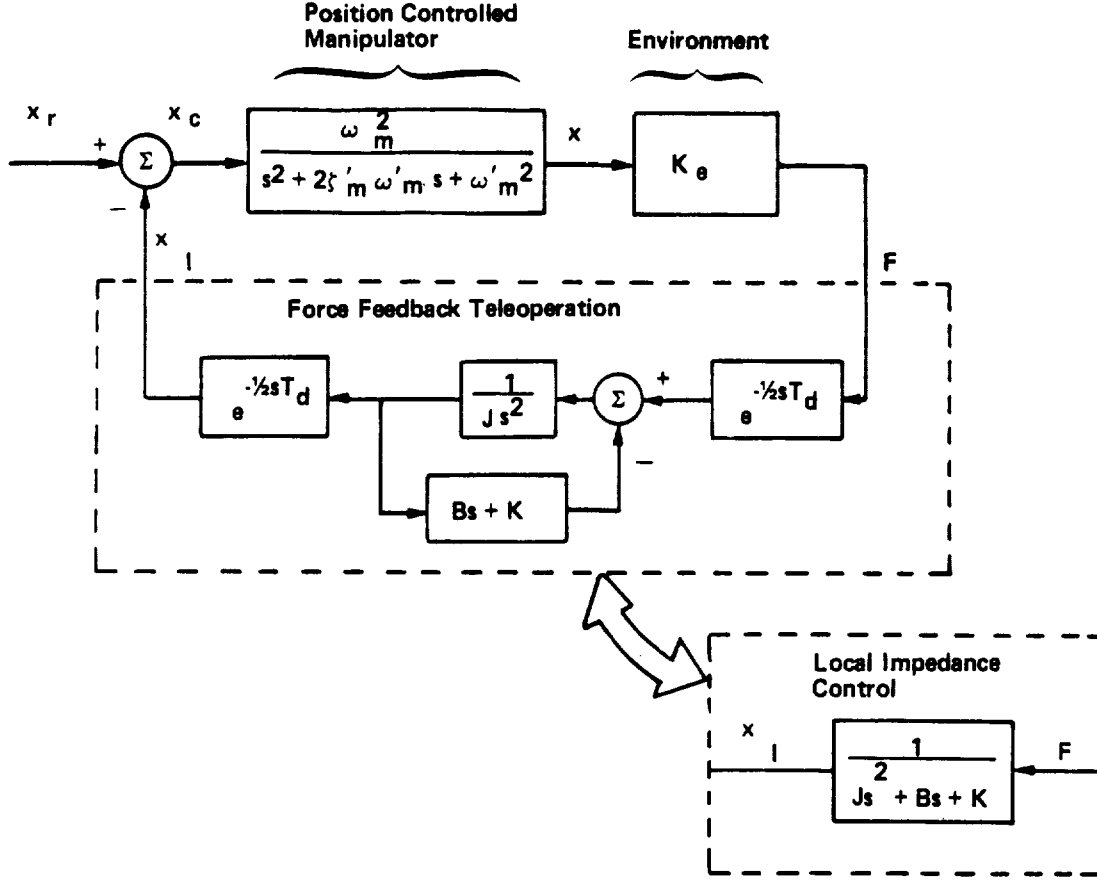 Position Controlled
Manipulator
Environment
x r
+
Σ
x c
ω m 2
s2 + 2ζ'm ω'm s + ω'm 2
x
K e
−
x I
F
Force Feedback Teleoperation
e -½sTd
1
J s2
Σ
+
e -½sTd
−
Bs + K
Local Impedance
Control
x I
1
Js2 + Bs + K
F